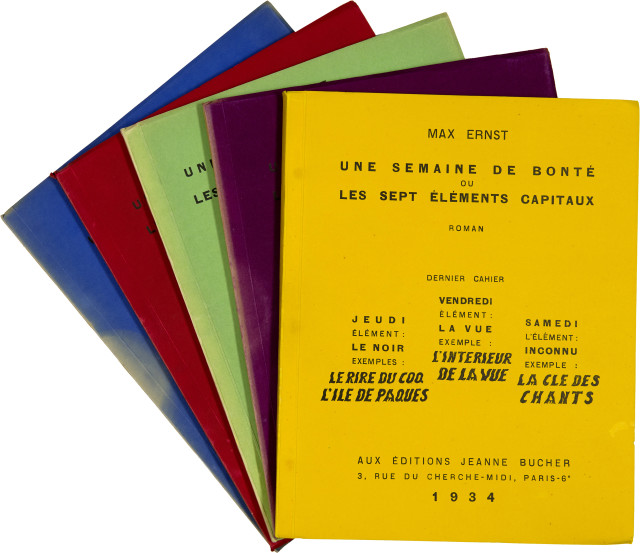 MAX ERNST
UNE SEMAINE DE BONTÉ
OU
LES SEPT ÉLÉMENTS CAPITAUX
ROMAN
DERNIER CAHIER
JEUDI
ÉLÉMENT :
LE NOIR
EXEMPLES :
LE RIRE DU COQ
L'ILE DE PAQUES
VENDREDI
ÉLÉMENT :
LA VUE
EXEMPLE :
L'INTERIEUR
DE LA VUE
SAMEDI
L'ÉLÉMENT :
INCONNU
EXEMPLE :
LA CLE DES
CHANTS
AUX ÉDITIONS JEANNE BUCHER
3, RUE DU CHERCHE-MIDI, PARIS-6ᵉ
1934
UN
LES